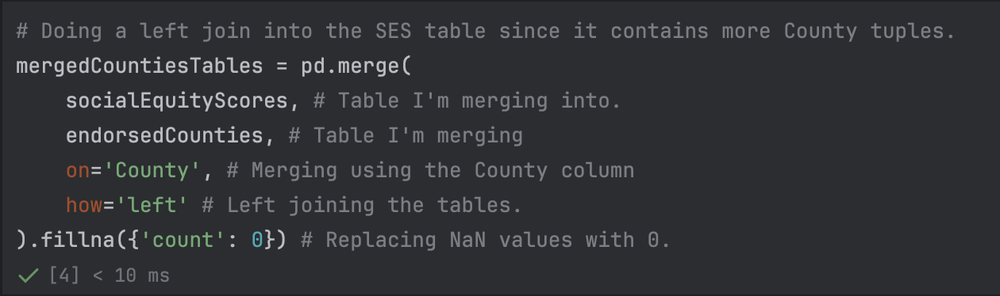 # Doing a left join into the SES table since it contains more County tuples.
mergedCountiesTables = pd.merge(
    socialEquityScores, # Table I'm merging into.
    endorsedCounties, # Table I'm merging
    on='County', # Merging using the County column
    how='left' # Left joining the tables.
).fillna({'count': 0}) # Replacing NaN values with 0.
[4] < 10 ms